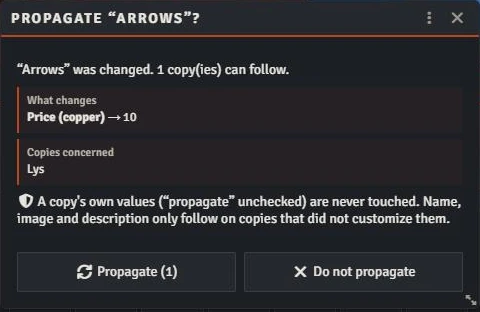 PROPAGATE “ARROWS”?
“Arrows” was changed. 1 copy(ies) can follow.
What changes
Price (copper) → 10
Copies concerned
Lys
A copy's own values (“propagate” unchecked) are never touched. Name,
image and description only follow on copies that did not customize them.
Propagate (1)
Do not propagate